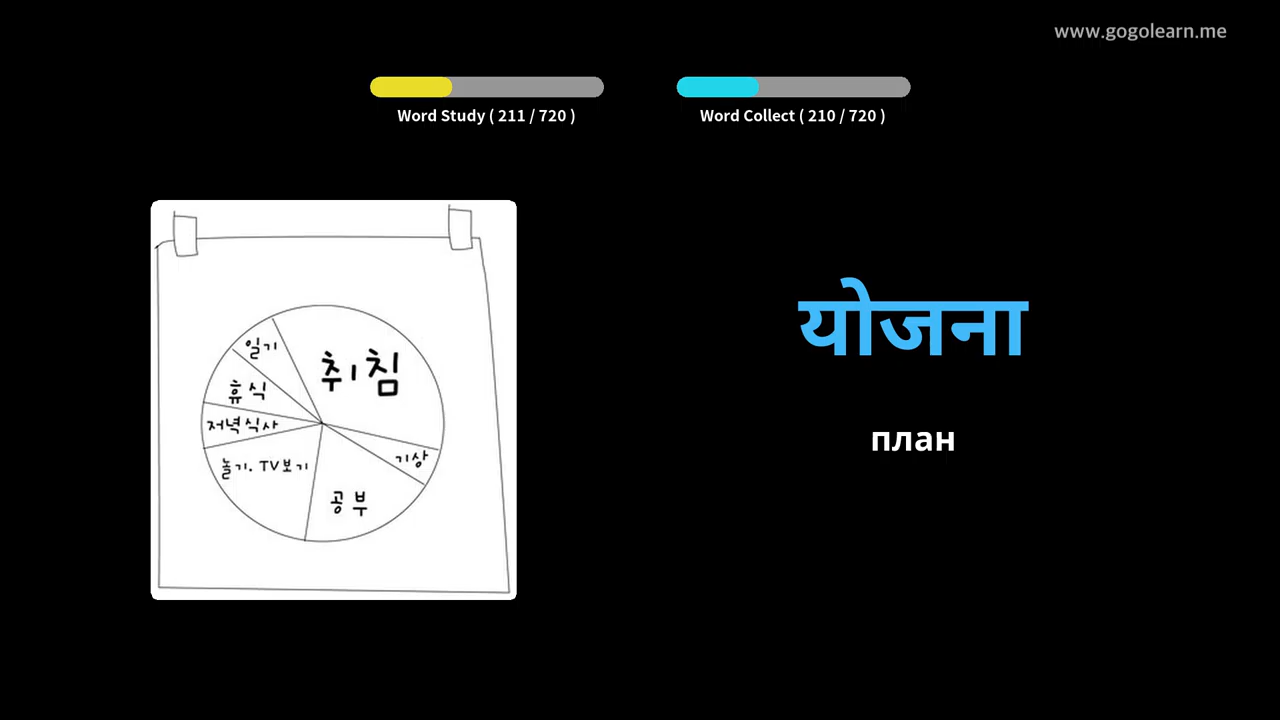 www.gogolearn.me
Word Study ( 211 / 720 )
Word Collect ( 210 / 720 )
일기
취침
휴식
저녁식사
놀기. TV보기
기상
공부
योजना
план